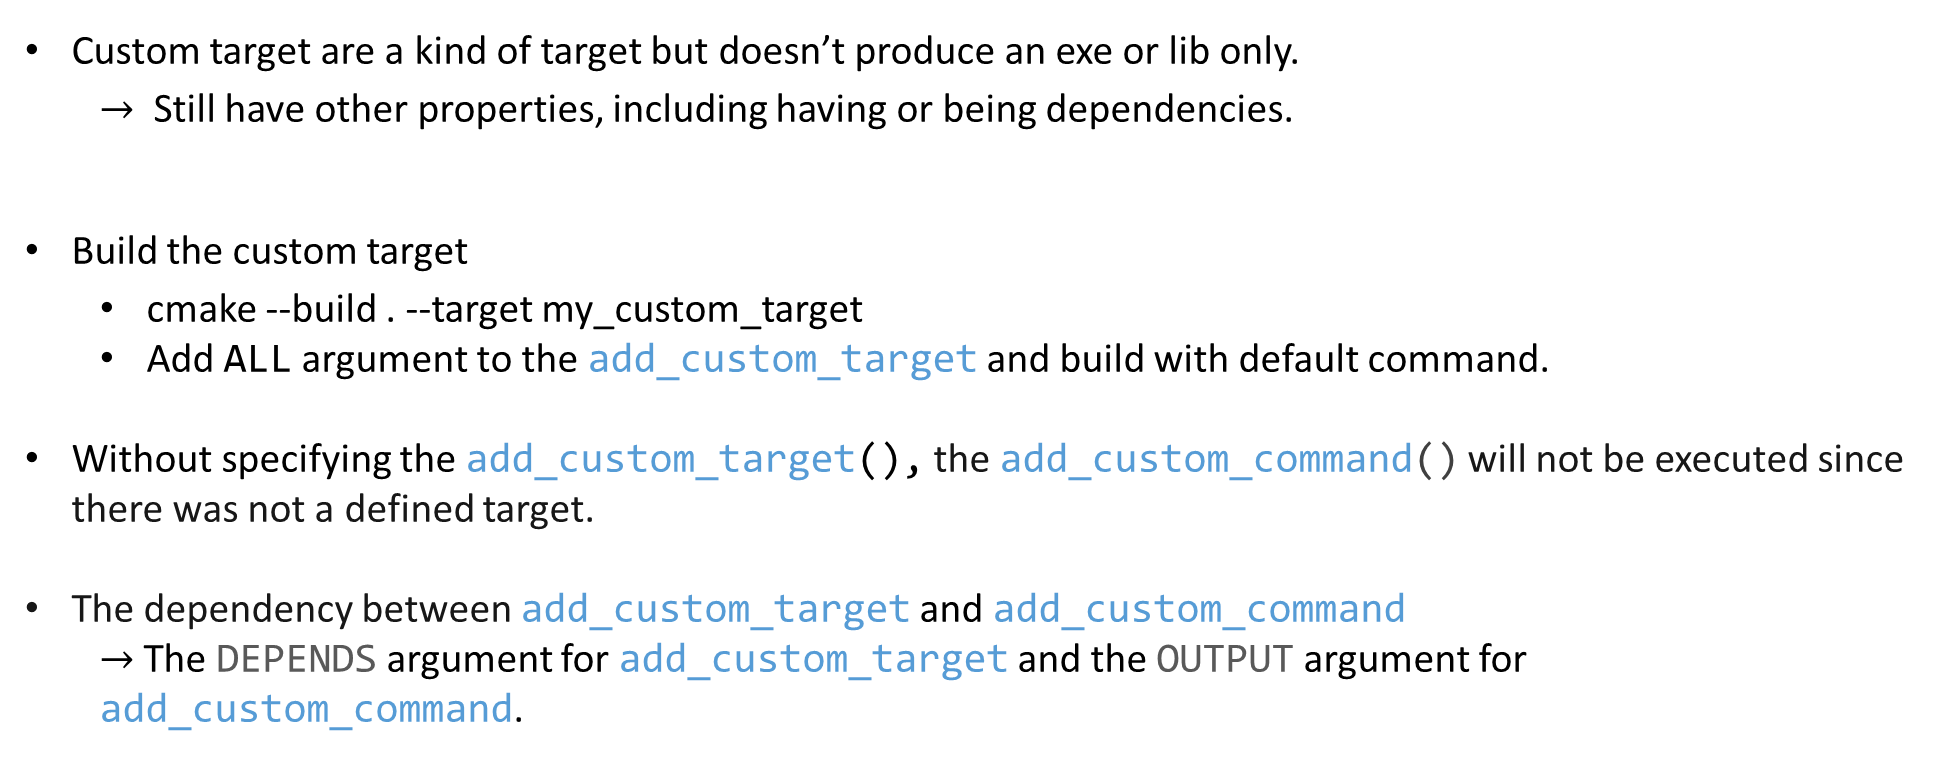 • Custom target are a kind of target but doesn’t produce an exe or lib only.
→ Still have other properties, including having or being dependencies.
• Build the custom target
• cmake --build . --target my_custom_target
• Add ALL argument to the add_custom_target and build with default command.
• Without specifying the add_custom_target(), the add_custom_command() will not be executed since
there was not a defined target.
• The dependency between add_custom_target and add_custom_command
→ The DEPENDS argument for add_custom_target and the OUTPUT argument for
add_custom_command.